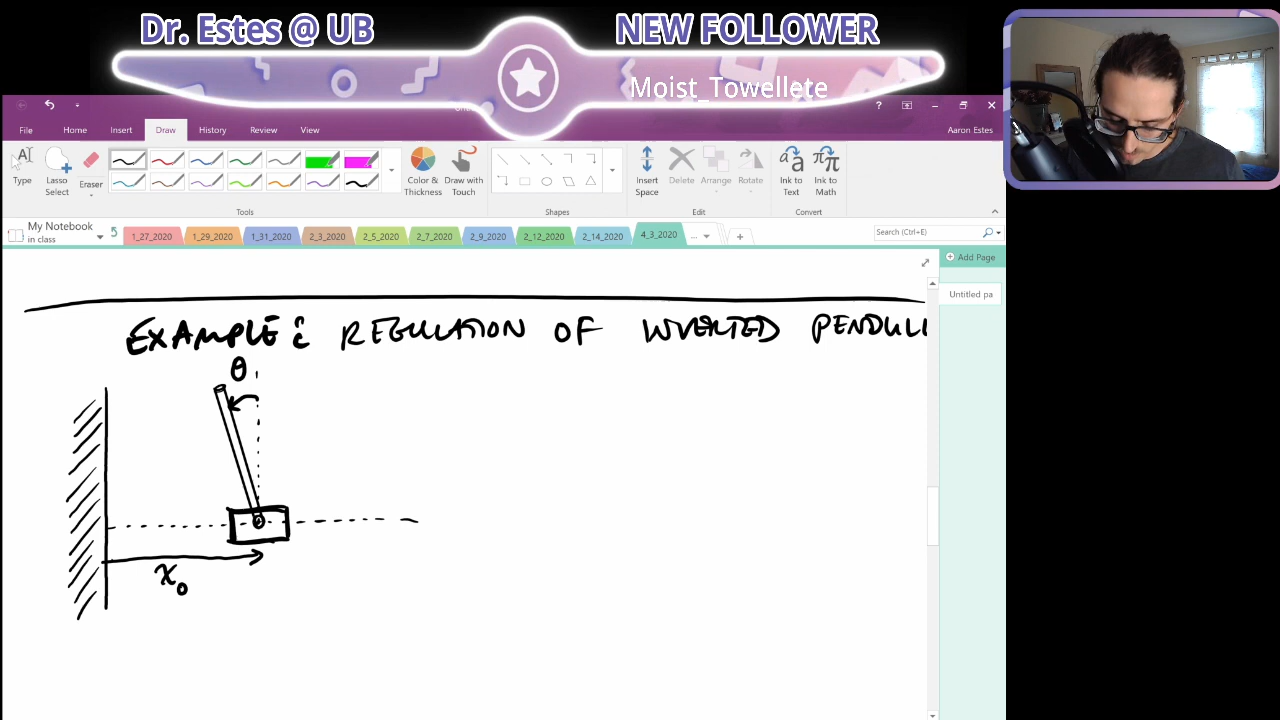 Dr. Estes @ UB
NEW FOLLOWER
Moist_Towellete
File Home Insert Draw History Review View
Aaron Estes
Type
Lasso Select
Eraser
Color & Thickness
Draw with Touch
Insert Space
Delete
Arrange
Rotate
Ink to Text
Ink to Math
Tools
Shapes
Edit
Convert
My Notebook
in class
1_27_2020 1_29_2020 1_31_2020 2_3_2020 2_5_2020 2_7_2020 2_9_2020 2_12_2020 2_14_2020 4_3_2020 ...
Search (Ctrl+E)
Add Page
Untitled pa
EXAMPLE: REGULATION OF INVERTED PENDULU
θ
x₀